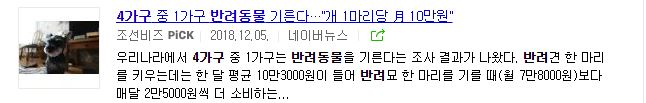 4가구 중 1가구 반려동물 기른다…"개 1마리당 月 10만원"
조선비즈 PiCK | 2018.12.05. | 네이버뉴스
우리나라에서 4가구 중 1가구는 반려동물을 기른다는 조사 결과가 나왔다. 반려견 한 마리
를 키우는데는 한 달 평균 10만3000원이 들어 반려묘 한 마리를 기를 때(월 7만8000원)보다
매달 2만5000원씩 더 소비하는...